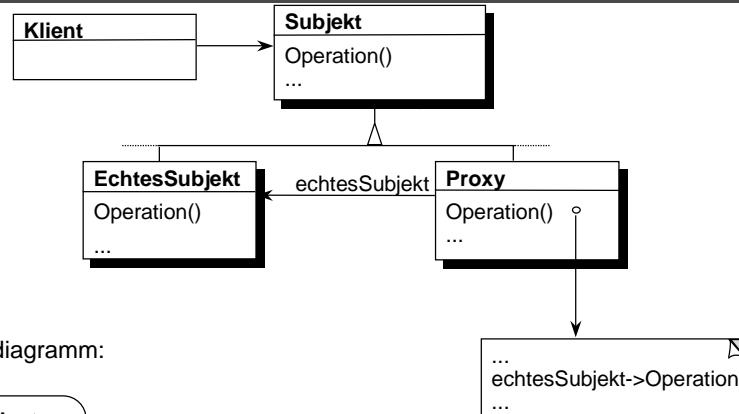 Klient
Subjekt
Operation()
...
EchtesSubjekt
Operation()
...
echtesSubjekt
Proxy
Operation()
...
diagramm:
...
echtesSubjekt->Operation
...